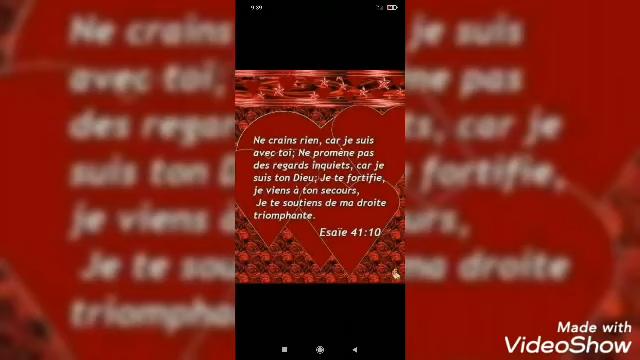 9:39
Ne crains rien, car je suis
avec toi; Ne promène pas
des regards inquiets, car je
suis ton Dieu; Je te fortifie,
je viens à ton secours,
Je te soutiens de ma droite
triomphante.
Esaïe 41:10
Made with
VideoShow